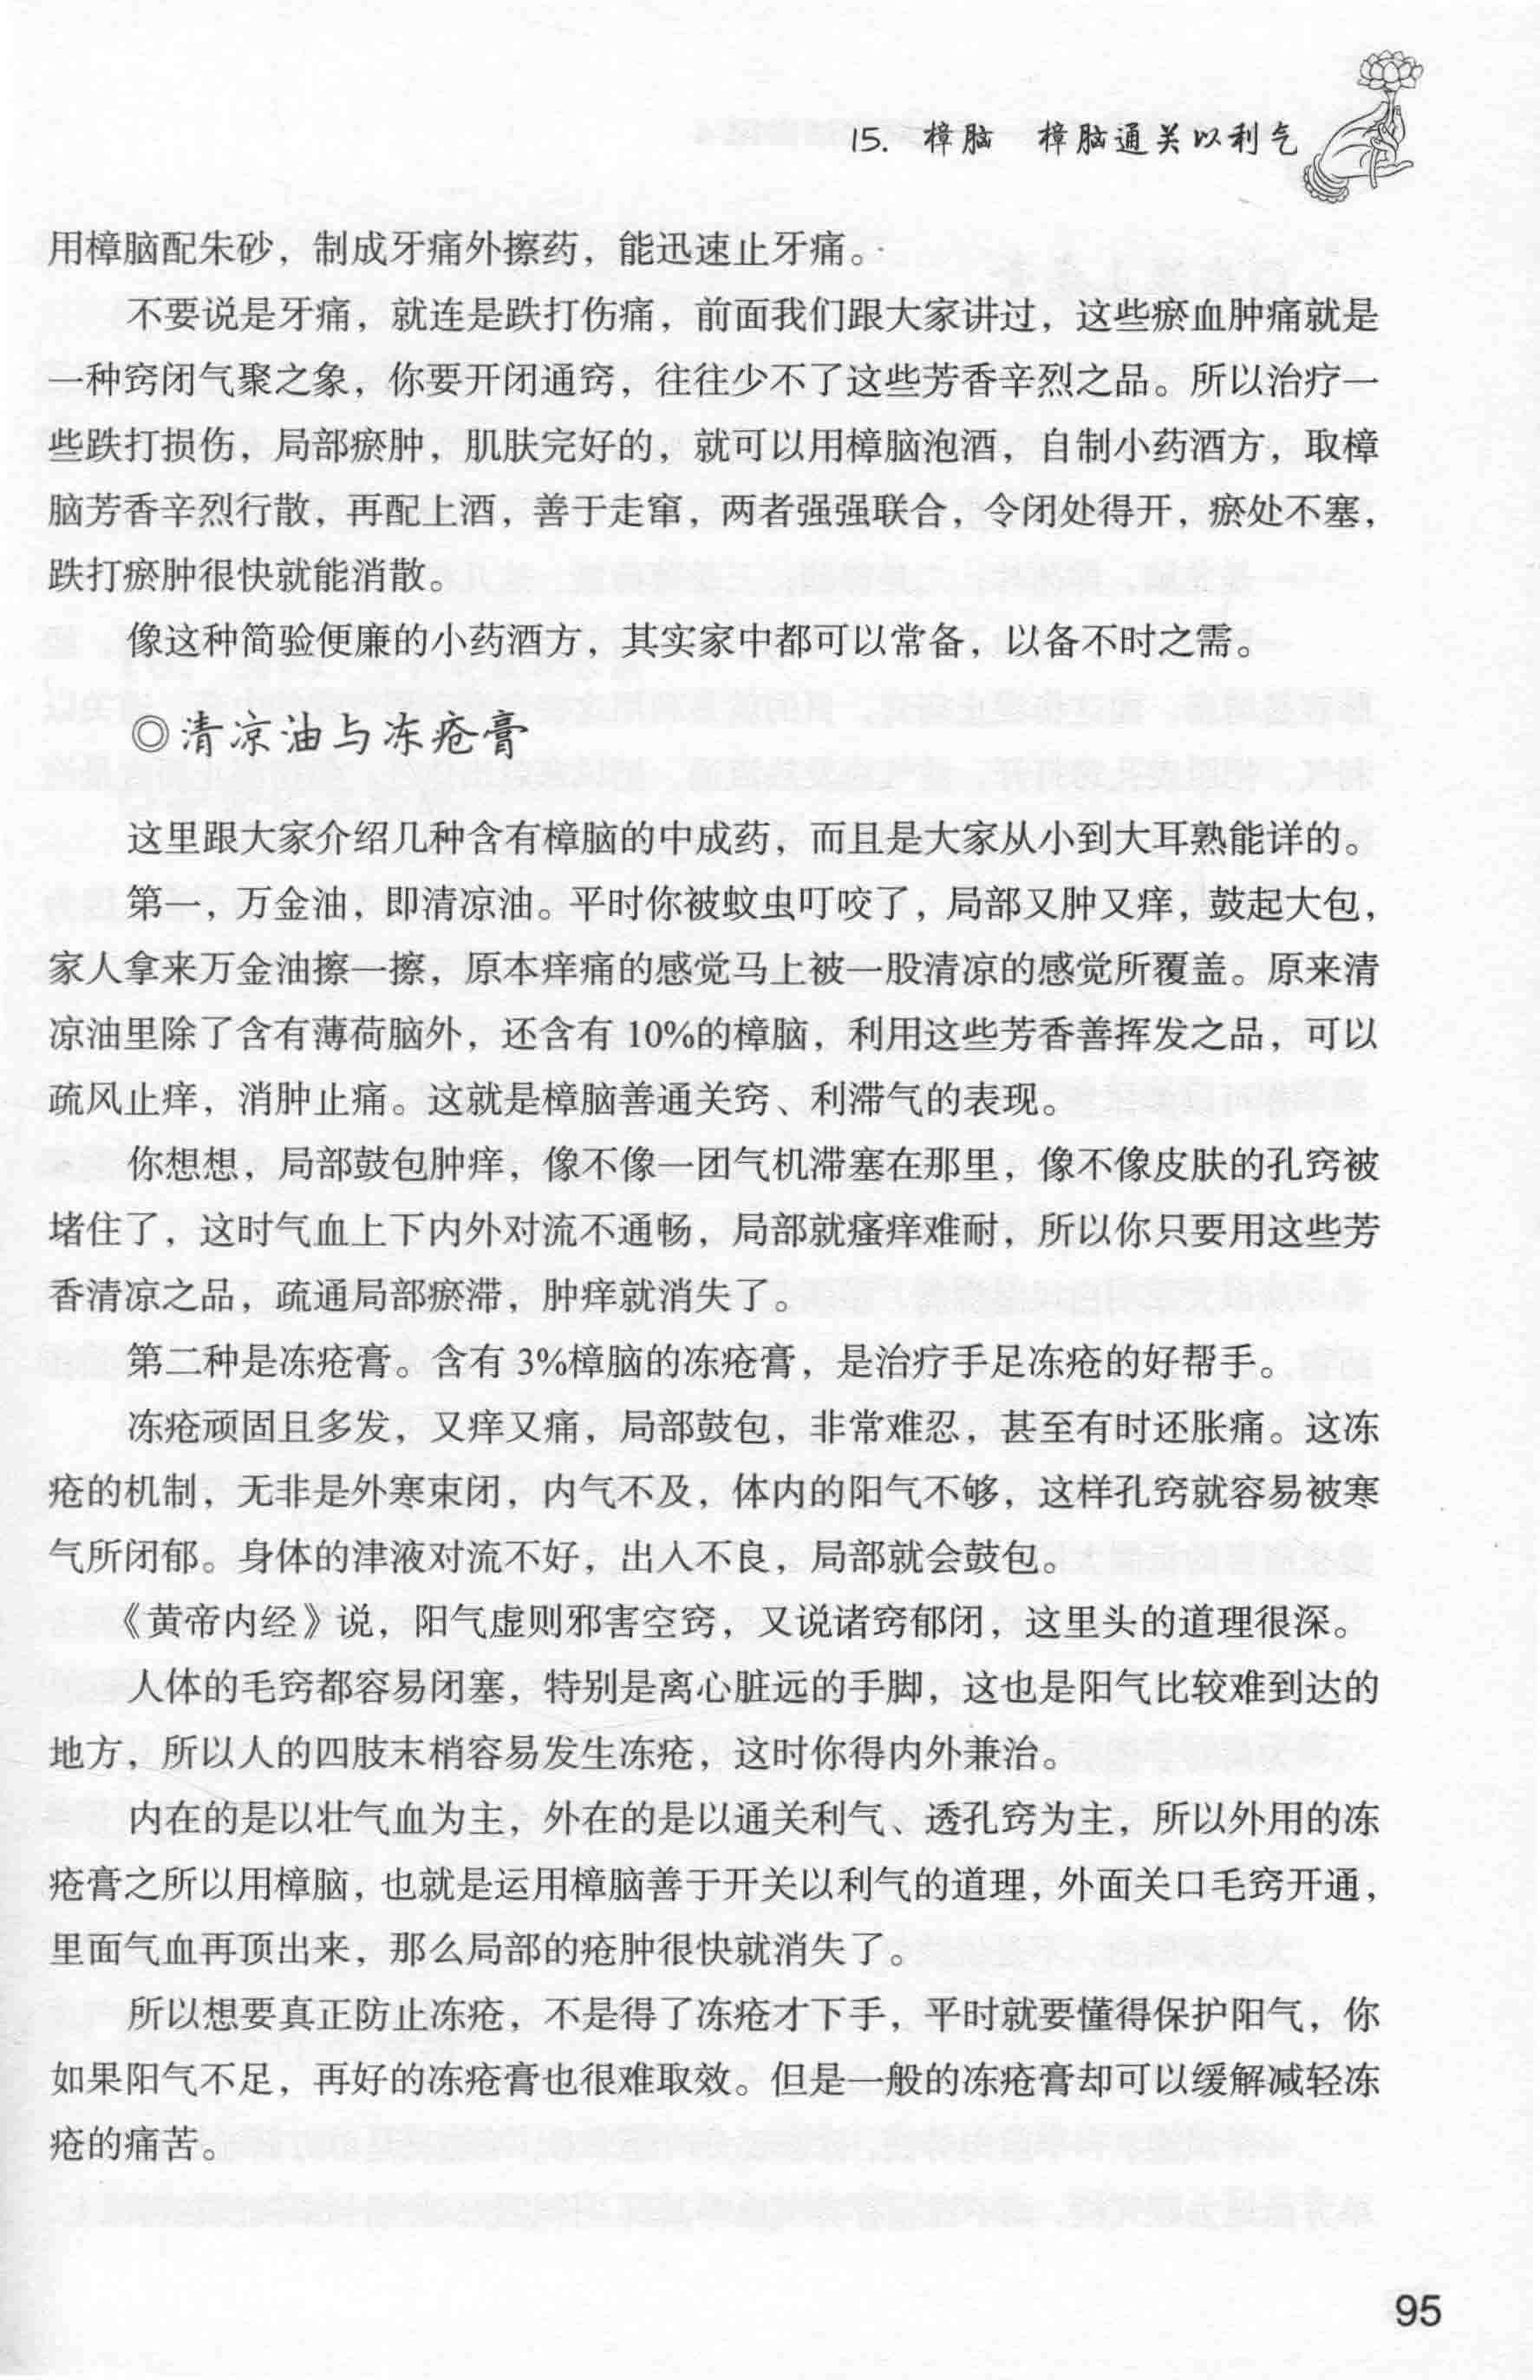 15. 樟脑　樟脑通关以利气
用樟脑配朱砂，制成牙痛外擦药，能迅速止牙痛。
不要说是牙痛，就连是跌打伤痛，前面我们跟大家讲过，这些瘀血肿痛就是
一种窍闭气聚之象，你要开闭通窍，往往少不了这些芳香辛烈之品。所以治疗一
些跌打损伤，局部瘀肿，肌肤完好的，就可以用樟脑泡酒，自制小药酒方，取樟
脑芳香辛烈行散，再配上酒，善于走窜，两者强强联合，令闭处得开，瘀处不塞，
跌打瘀肿很快就能消散。
像这种简验便廉的小药酒方，其实家中都可以常备，以备不时之需。
◎清凉油与冻疮膏
这里跟大家介绍几种含有樟脑的中成药，而且是大家从小到大耳熟能详的。
第一，万金油，即清凉油。平时你被蚊虫叮咬了，局部又肿又痒，鼓起大包，
家人拿来万金油擦一擦，原本痒痛的感觉马上被一股清凉的感觉所覆盖。原来清
凉油里除了含有薄荷脑外，还含有 10%的樟脑，利用这些芳香善挥发之品，可以
疏风止痒，消肿止痛。这就是樟脑善通关窍、利滞气的表现。
你想想，局部鼓包肿痒，像不像一团气机滞塞在那里，像不像皮肤的孔窍被
堵住了，这时气血上下内外对流不通畅，局部就瘙痒难耐，所以你只要用这些芳
香清凉之品，疏通局部瘀滞，肿痒就消失了。
第二种是冻疮膏。含有 3%樟脑的冻疮膏，是治疗手足冻疮的好帮手。
冻疮顽固且多发，又痒又痛，局部鼓包，非常难忍，甚至有时还胀痛。这冻
疮的机制，无非是外寒束闭，内气不及，体内的阳气不够，这样孔窍就容易被寒
气所闭郁。身体的津液对流不好，出入不良，局部就会鼓包。
《黄帝内经》说，阳气虚则邪害空窍，又说诸窍郁闭，这里头的道理很深。
人体的毛窍都容易闭塞，特别是离心脏远的手脚，这也是阳气比较难到达的
地方，所以人的四肢末梢容易发生冻疮，这时你得内外兼治。
内在的是以壮气血为主，外在的是以通关利气、透孔窍为主，所以外用的冻
疮膏之所以用樟脑，也就是运用樟脑善于开关以利气的道理，外面关口毛窍开通，
里面气血再顶出来，那么局部的疮肿很快就消失了。
所以想要真正防止冻疮，不是得了冻疮才下手，平时就要懂得保护阳气，你
如果阳气不足，再好的冻疮膏也很难取效。但是一般的冻疮膏却可以缓解减轻冻
疮的痛苦。
95